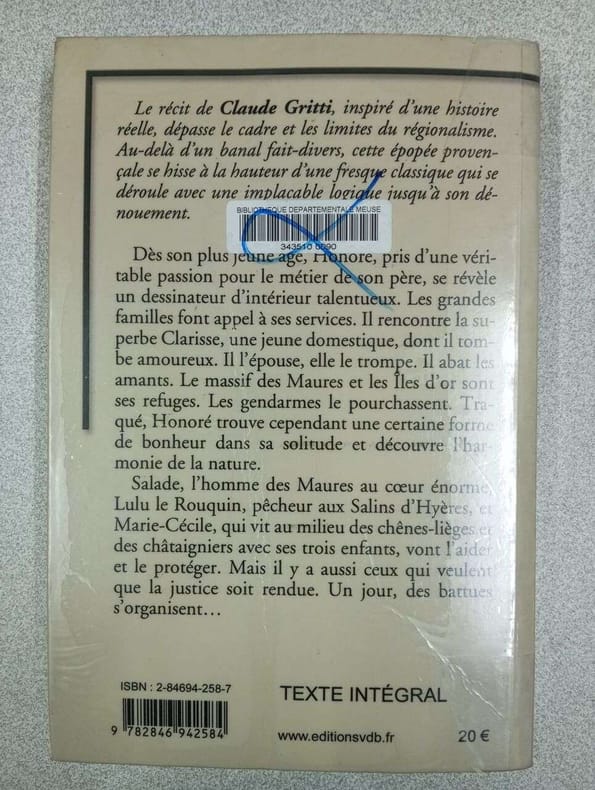 Le récit de Claude Gritti, inspiré d'une histoire
réelle, dépasse le cadre et les limites du régionalisme.
Au-delà d'un banal fait-divers, cette épopée proven-
çale se hisse à la hauteur d'une fresque classique qui se
déroule avec une implacable logique jusqu'à son dé-
nouement.
BIBLIOTHEQUE DEPARTEMENTALE MEUSE
343510 0090
Dès son plus jeune âge, Honoré, pris d'une véri-
table passion pour le métier de son père, se révèle
un dessinateur d'intérieur talentueux. Les grandes
familles font appel à ses services. Il rencontre la su-
perbe Clarisse, une jeune domestique, dont il tom-
be amoureux. Il l'épouse, elle le trompe. Il abat les
amants. Le massif des Maures et les Îles d'or sont
ses refuges. Les gendarmes le pourchassent. Tra-
qué, Honoré trouve cependant une certaine forme
de bonheur dans sa solitude et découvre l'har-
monie de la nature.
Salade, l'homme des Maures au cœur énorme,
Lulu le Rouquin, pêcheur aux Salins d'Hyères, et
Marie-Cécile, qui vit au milieu des chênes-lièges et
des châtaigniers avec ses trois enfants, vont l'aider
et le protéger. Mais il y a aussi ceux qui veulent
que la justice soit rendue. Un jour, des battues
s'organisent…
ISBN : 2-84694-258-7
9 782846 942584
TEXTE INTÉGRAL
www.editionsvdb.fr
20 €